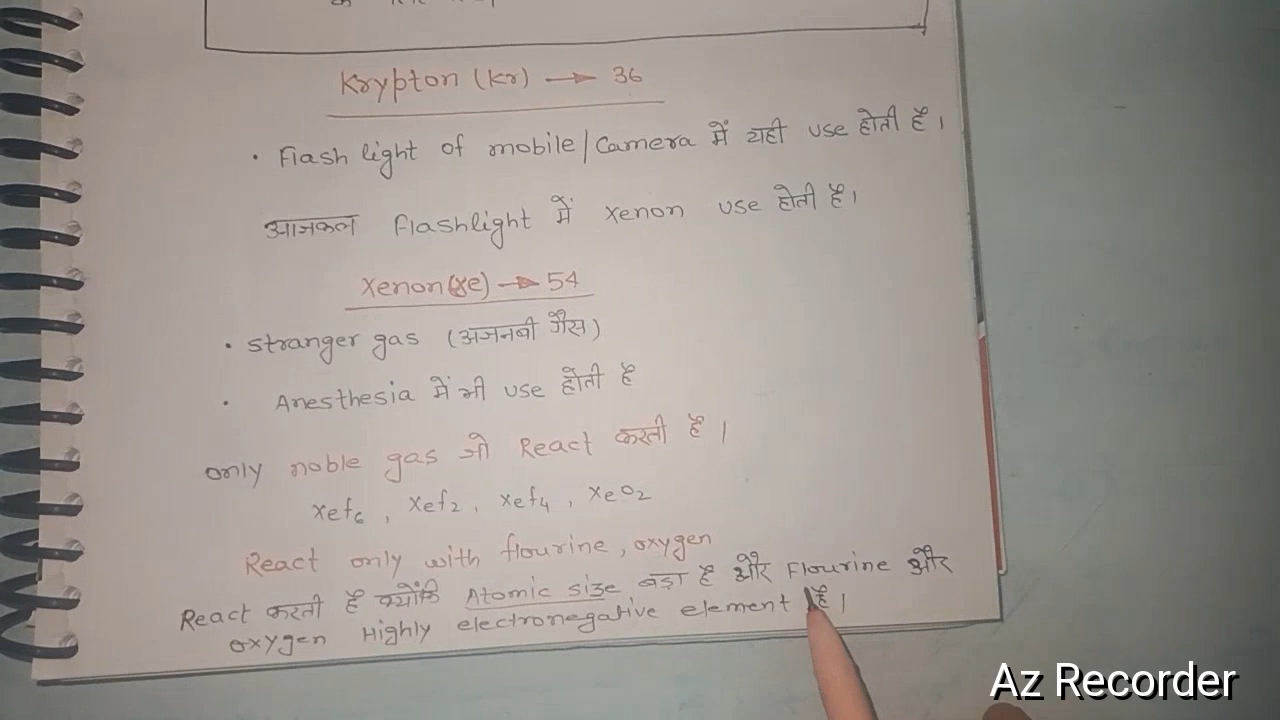 Krypton (Kr) → 36
• Flash light of mobile/Camera में यही use होती है।
आजकल flashlight में xenon use होती है।
Xenon(Xe) → 54
• stranger gas (अजनबी गैस)
• Anesthesia में भी use होती है
only noble gas जो React करती है।
xef6, xef2, xef4, xeO2
React only with flourine, oxygen
React करती है क्योंकि Atomic size बड़ा है और Flourine और
oxygen Highly electronegative element है।
Az Recorder